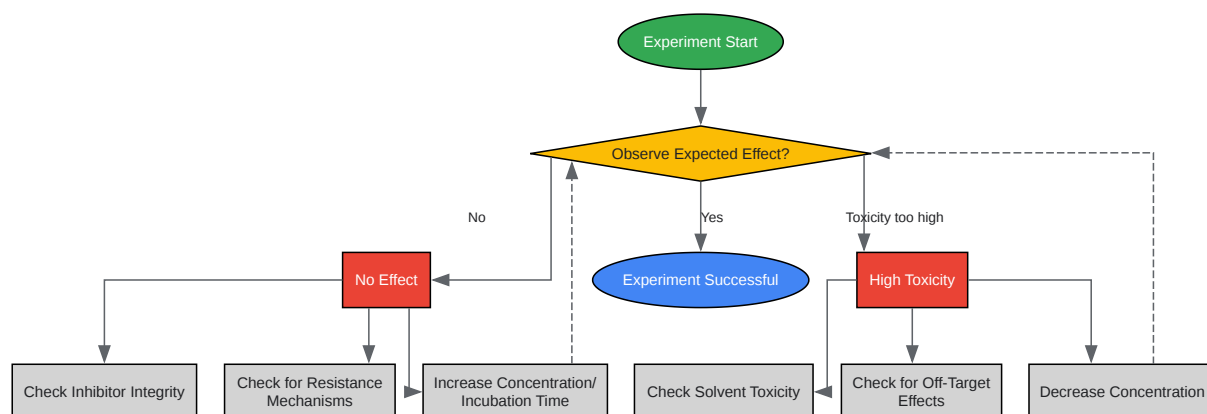 Experiment Start
Observe Expected Effect?
No
Yes
Toxicity too high
No Effect
Experiment Successful
High Toxicity
Check Inhibitor Integrity
Check for Resistance
Mechanisms
Increase Concentration/
Incubation Time
Check Solvent Toxicity
Check for Off-Target
Effects
Decrease Concentration